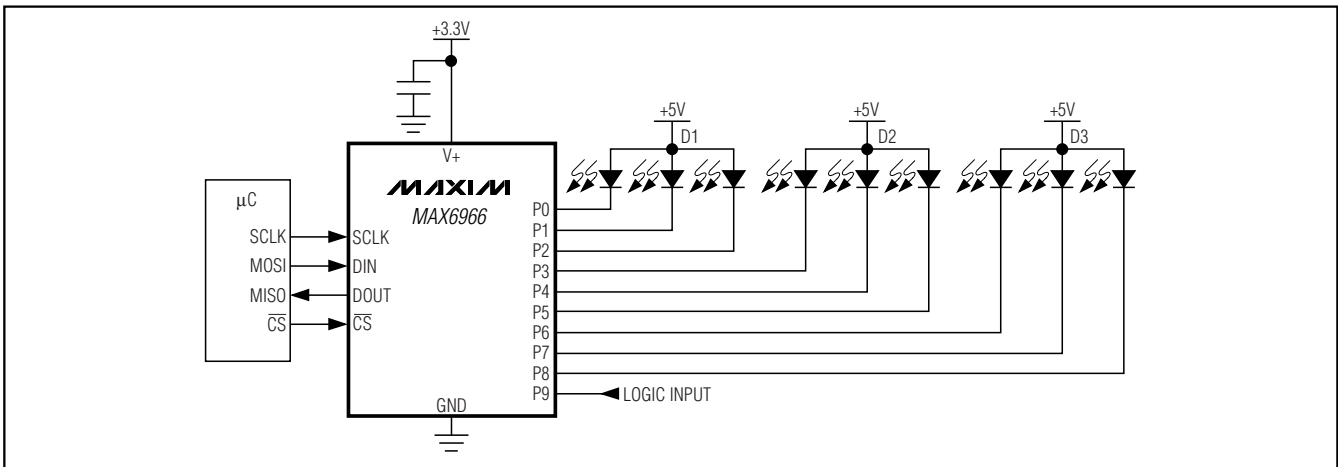 +3.3V
+5V
+5V
+5V
D1
D2
D3
V+
MAXIM
MAX6966
µC
SCLK
MOSI
MISO
CS
SCLK
DIN
DOUT
CS
P0
P1
P2
P3
P4
P5
P6
P7
P8
P9
LOGIC INPUT
GND